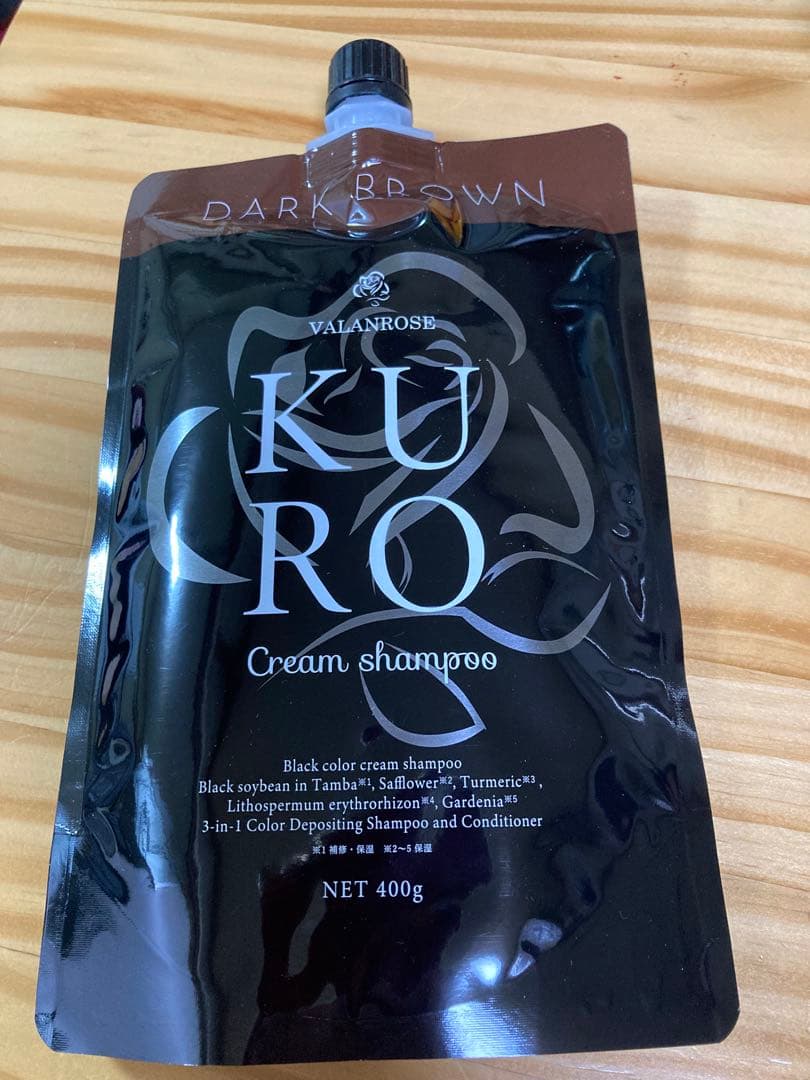 DARK BROWN
VALANROSE
KU
RO
Cream shampoo
Black color cream shampoo
Black soybean in Tamba※1, Safflower※2, Turmeric※3,
Lithospermum erythrorhizon※4, Gardenia※5
3-in-1 Color Depositing Shampoo and Conditioner
※1 補修・保湿 ※2～5 保湿
NET 400g